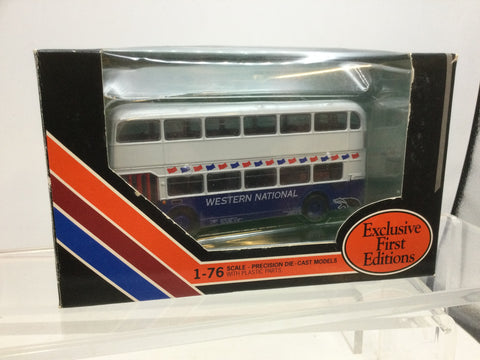 WESTERN NATIONAL
Exclusive
First
Editions
1-76 SCALE - PRECISION DIE-CAST MODELS
WITH PLASTIC PARTS